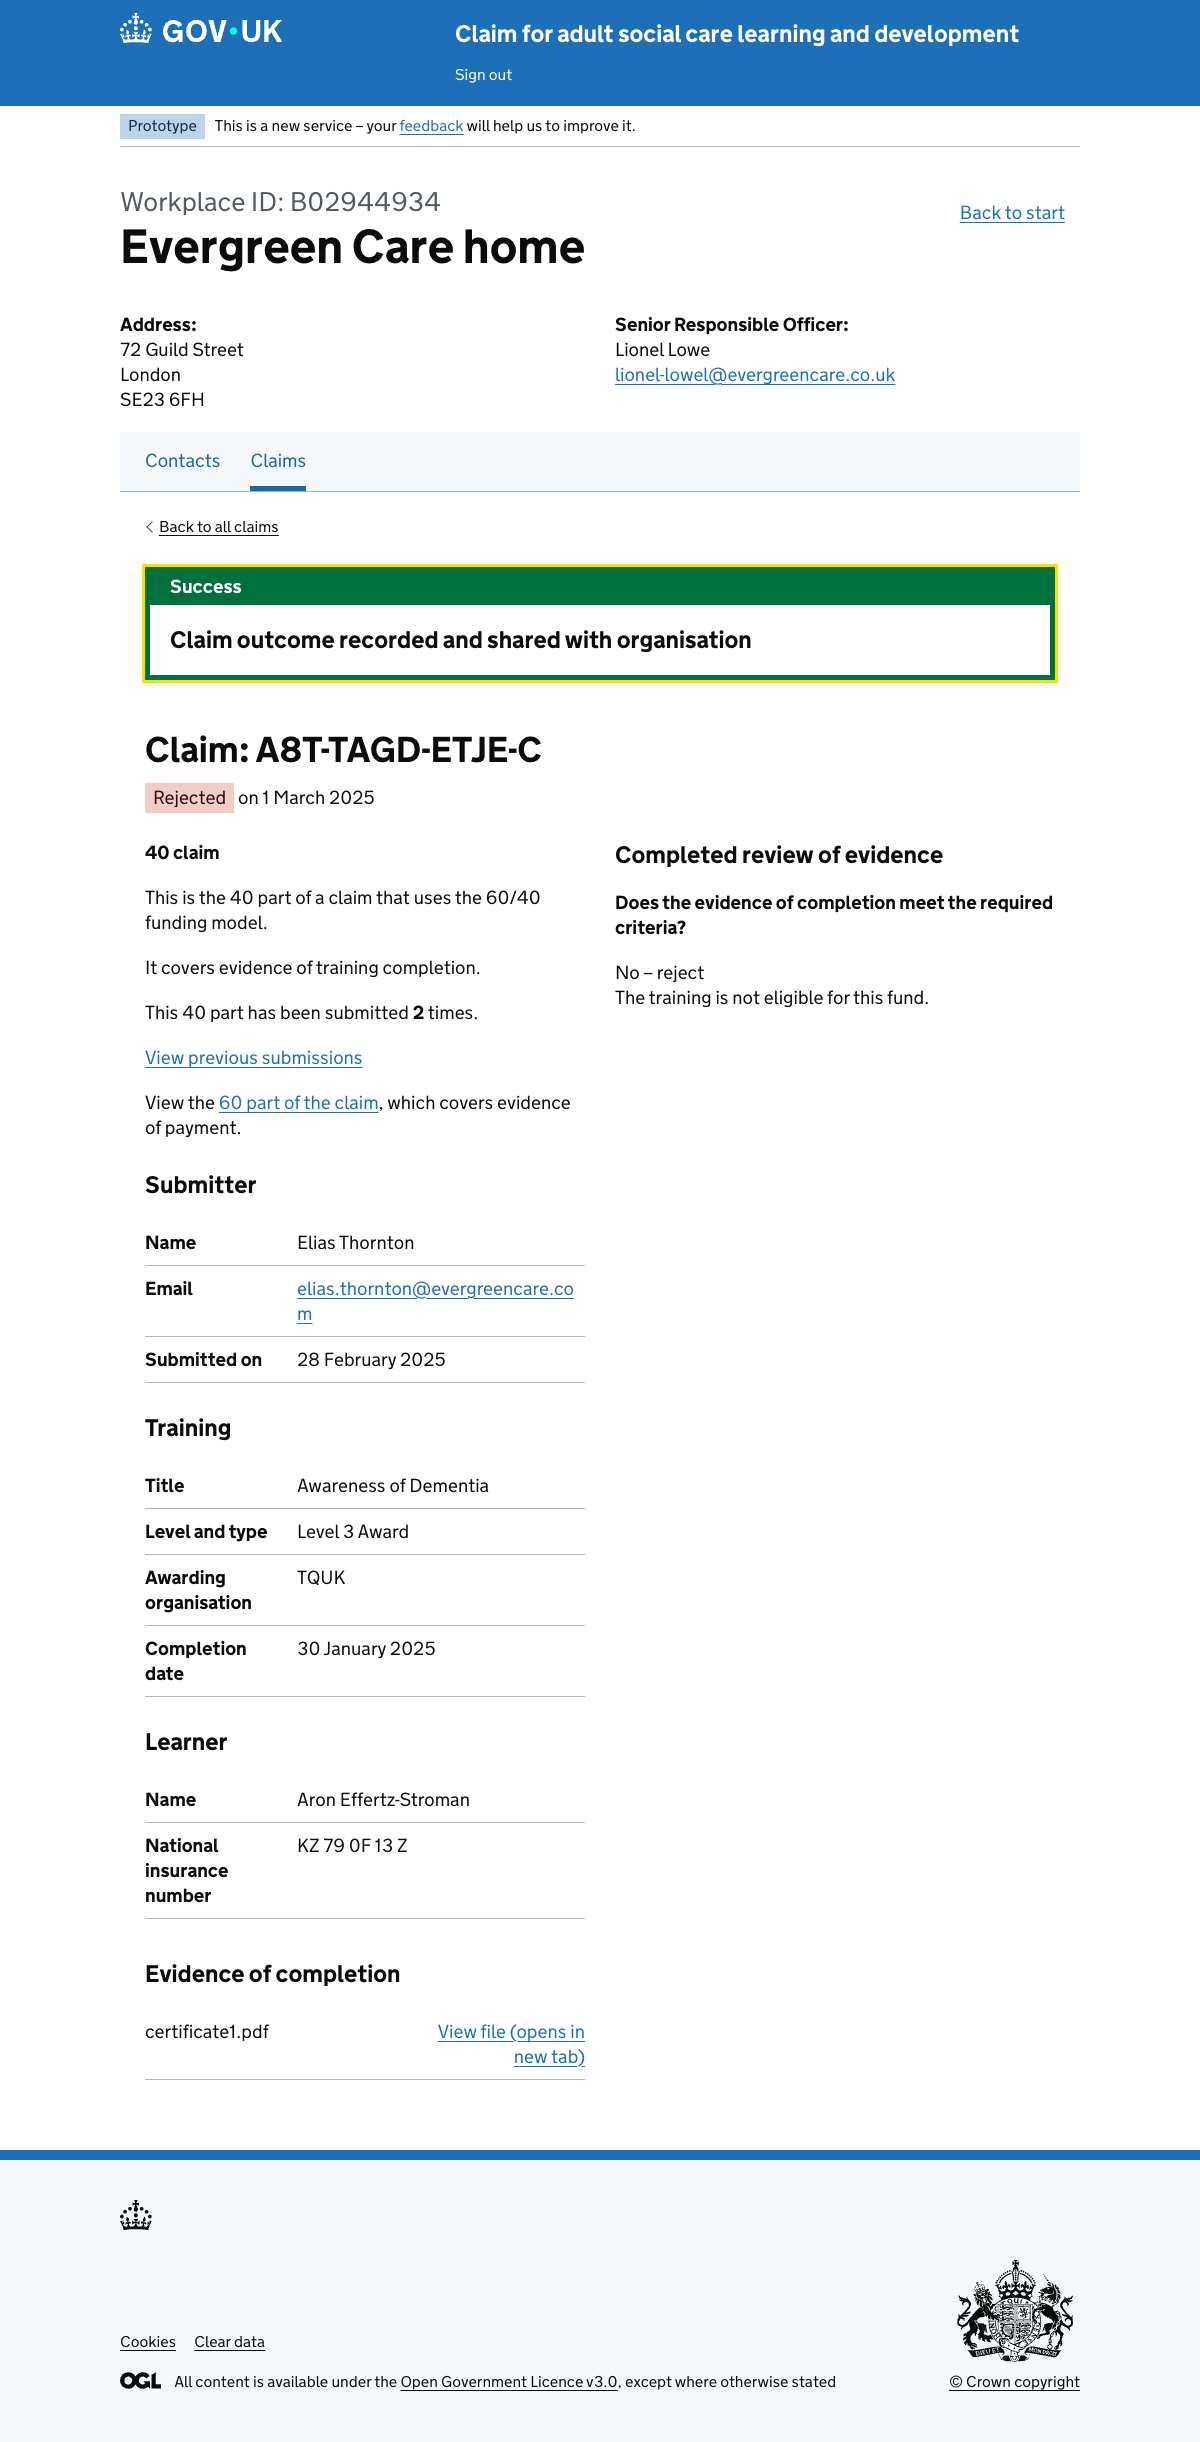 GOV·UK
Claim for adult social care learning and development
Sign out
Prototype This is a new service – your feedback will help us to improve it.
Workplace ID: B02944934
Back to start
Evergreen Care home
Address:
72 Guild Street
London
SE23 6FH
Senior Responsible Officer:
Lionel Lowe
lionel-lowel@evergreencare.co.uk
Contacts Claims
Back to all claims
Success
Claim outcome recorded and shared with organisation
Claim: A8T-TAGD-ETJE-C
Rejected on 1 March 2025
40 claim
This is the 40 part of a claim that uses the 60/40
funding model.
It covers evidence of training completion.
This 40 part has been submitted 2 times.
View previous submissions
View the 60 part of the claim, which covers evidence
of payment.
Completed review of evidence
Does the evidence of completion meet the required
criteria?
No – reject
The training is not eligible for this fund.
Submitter
Name Elias Thornton
Email elias.thornton@evergreencare.co
m
Submitted on 28 February 2025
Training
Title Awareness of Dementia
Level and type Level 3 Award
Awarding TQUK
organisation
Completion 30 January 2025
date
Learner
Name Aron Effertz-Stroman
National KZ 79 0F 13 Z
insurance
number
Evidence of completion
certificate1.pdf View file (opens in
new tab)
Cookies Clear data
OGL All content is available under the Open Government Licence v3.0, except where otherwise stated
© Crown copyright